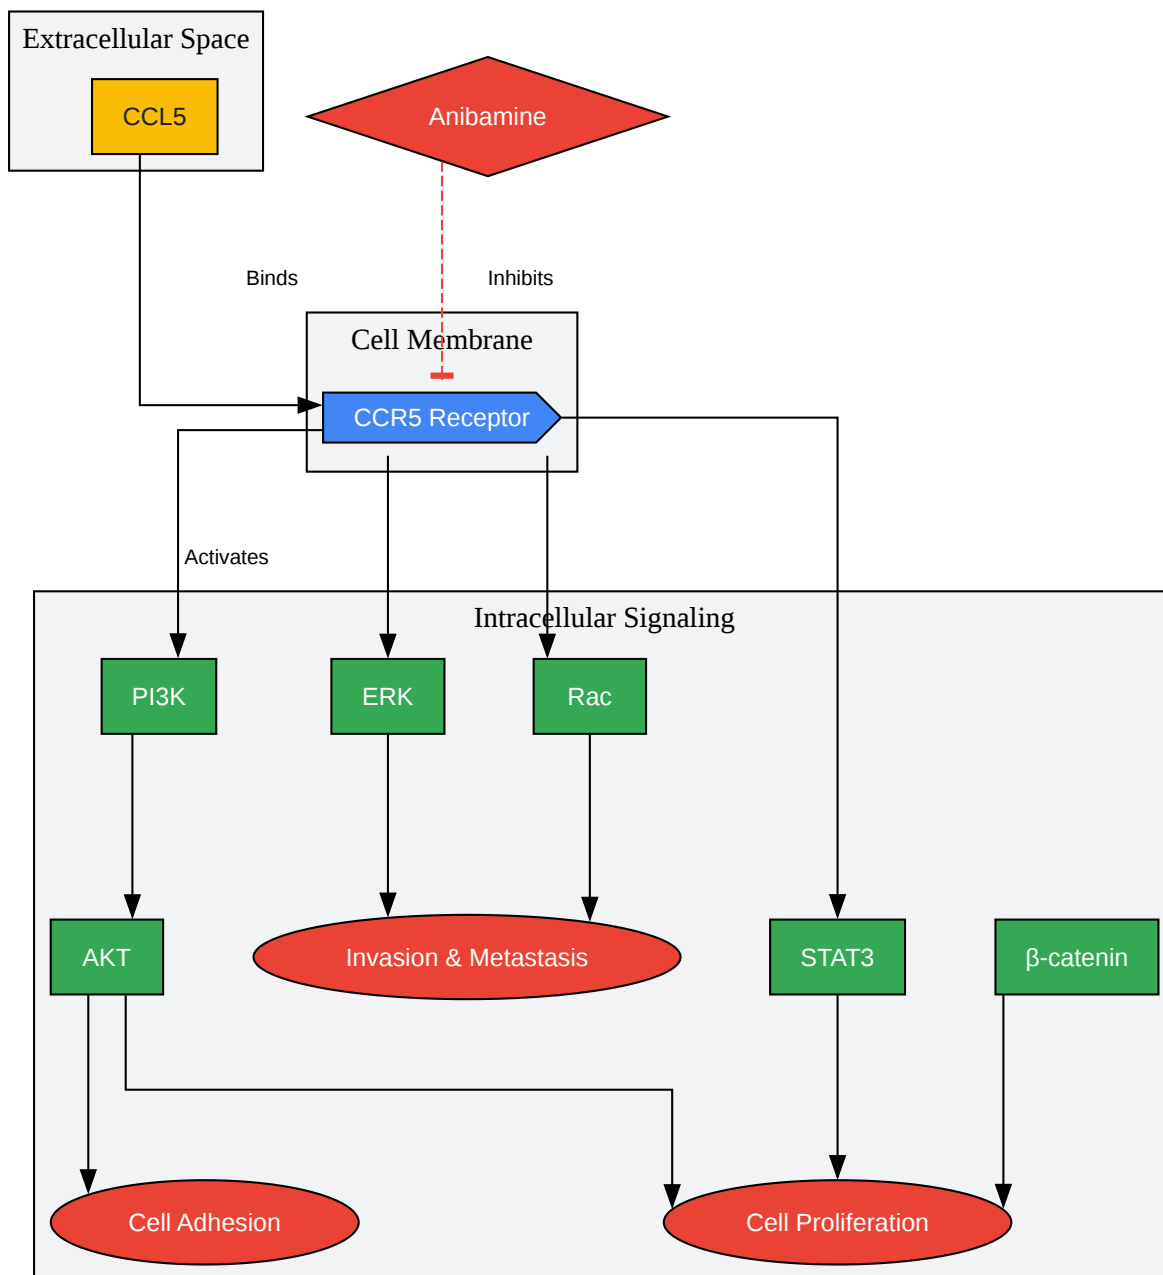 Extracellular Space
CCL5
Anibamine
Binds
Inhibits
Cell Membrane
CCR5 Receptor
Activates
Intracellular Signaling
PI3K
ERK
Rac
AKT
Invasion & Metastasis
STAT3
β-catenin
Cell Adhesion
Cell Proliferation